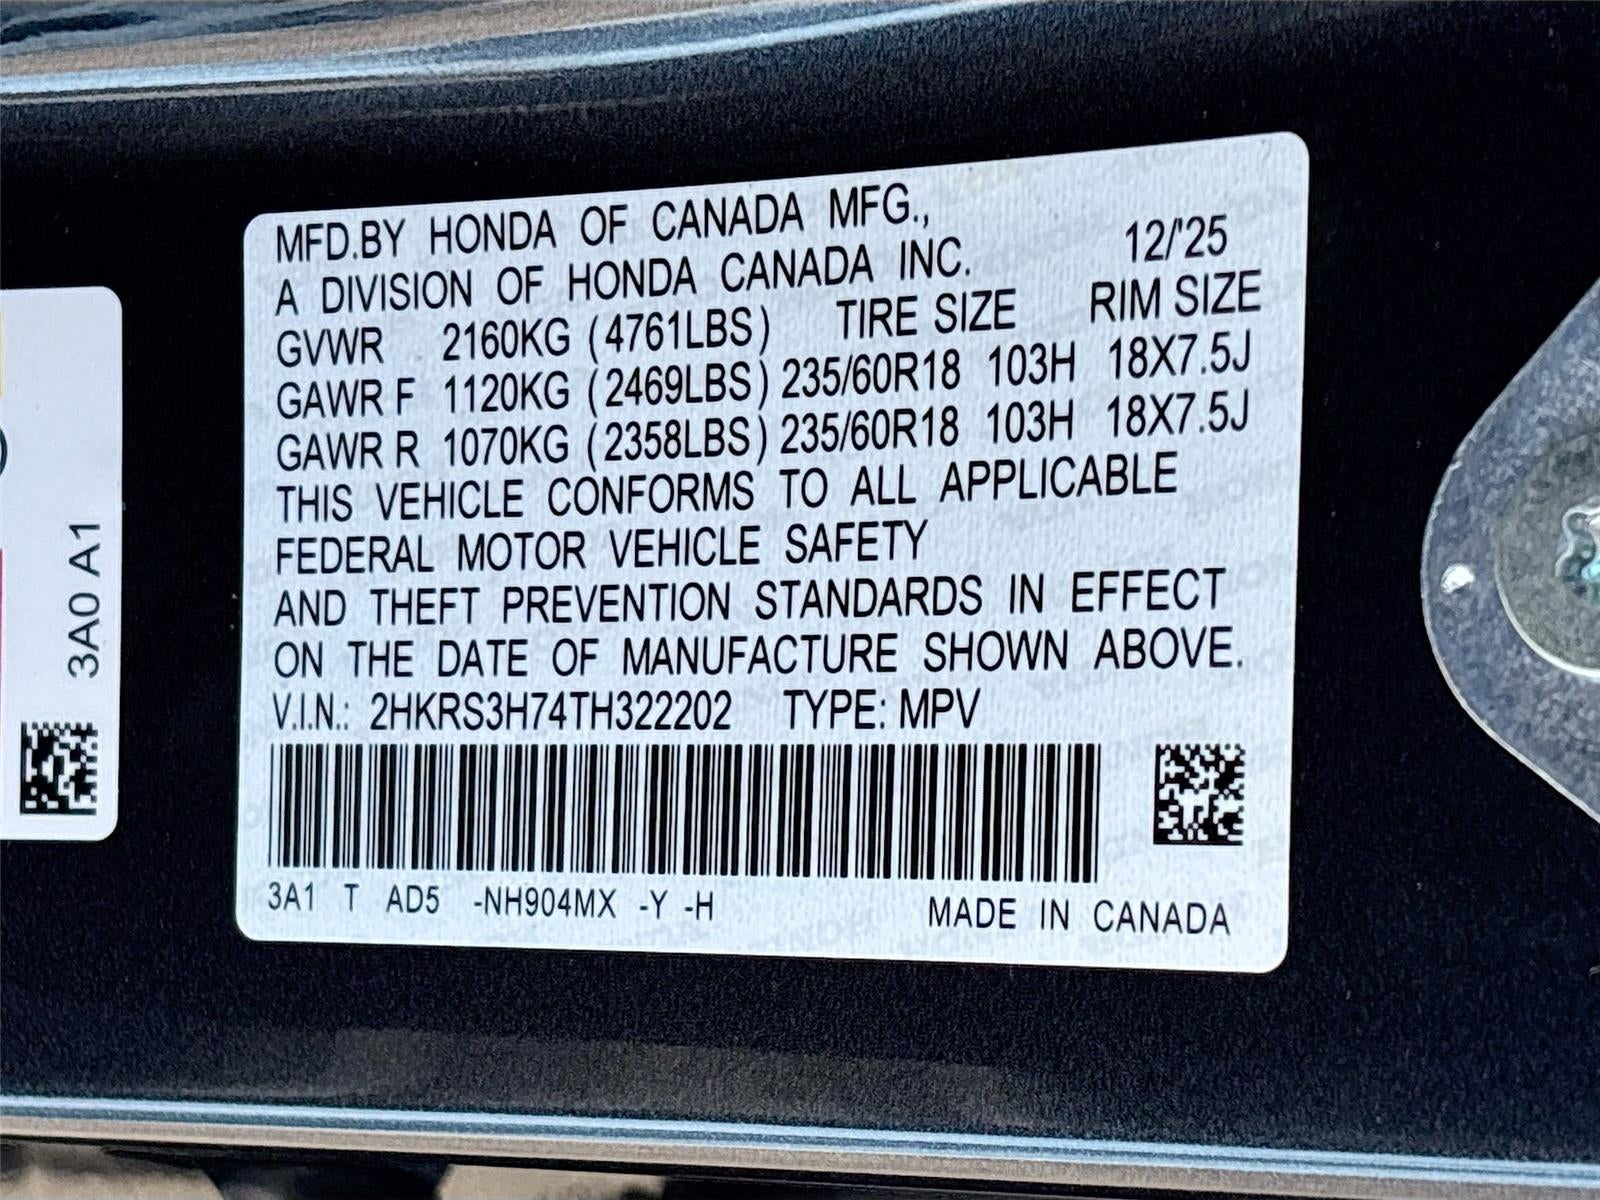 MFD.BY HONDA OF CANADA MFG.,
A DIVISION OF HONDA CANADA INC. 12/'25
GVWR 2160KG (4761LBS) TIRE SIZE RIM SIZE
GAWR F 1120KG (2469LBS) 235/60R18 103H 18X7.5J
GAWR R 1070KG (2358LBS) 235/60R18 103H 18X7.5J
THIS VEHICLE CONFORMS TO ALL APPLICABLE
FEDERAL MOTOR VEHICLE SAFETY
AND THEFT PREVENTION STANDARDS IN EFFECT
ON THE DATE OF MANUFACTURE SHOWN ABOVE.
V.I.N.: 2HKRS3H74TH322202 TYPE: MPV
3A1 T AD5 -NH904MX -Y -H MADE IN CANADA
3A0 A1